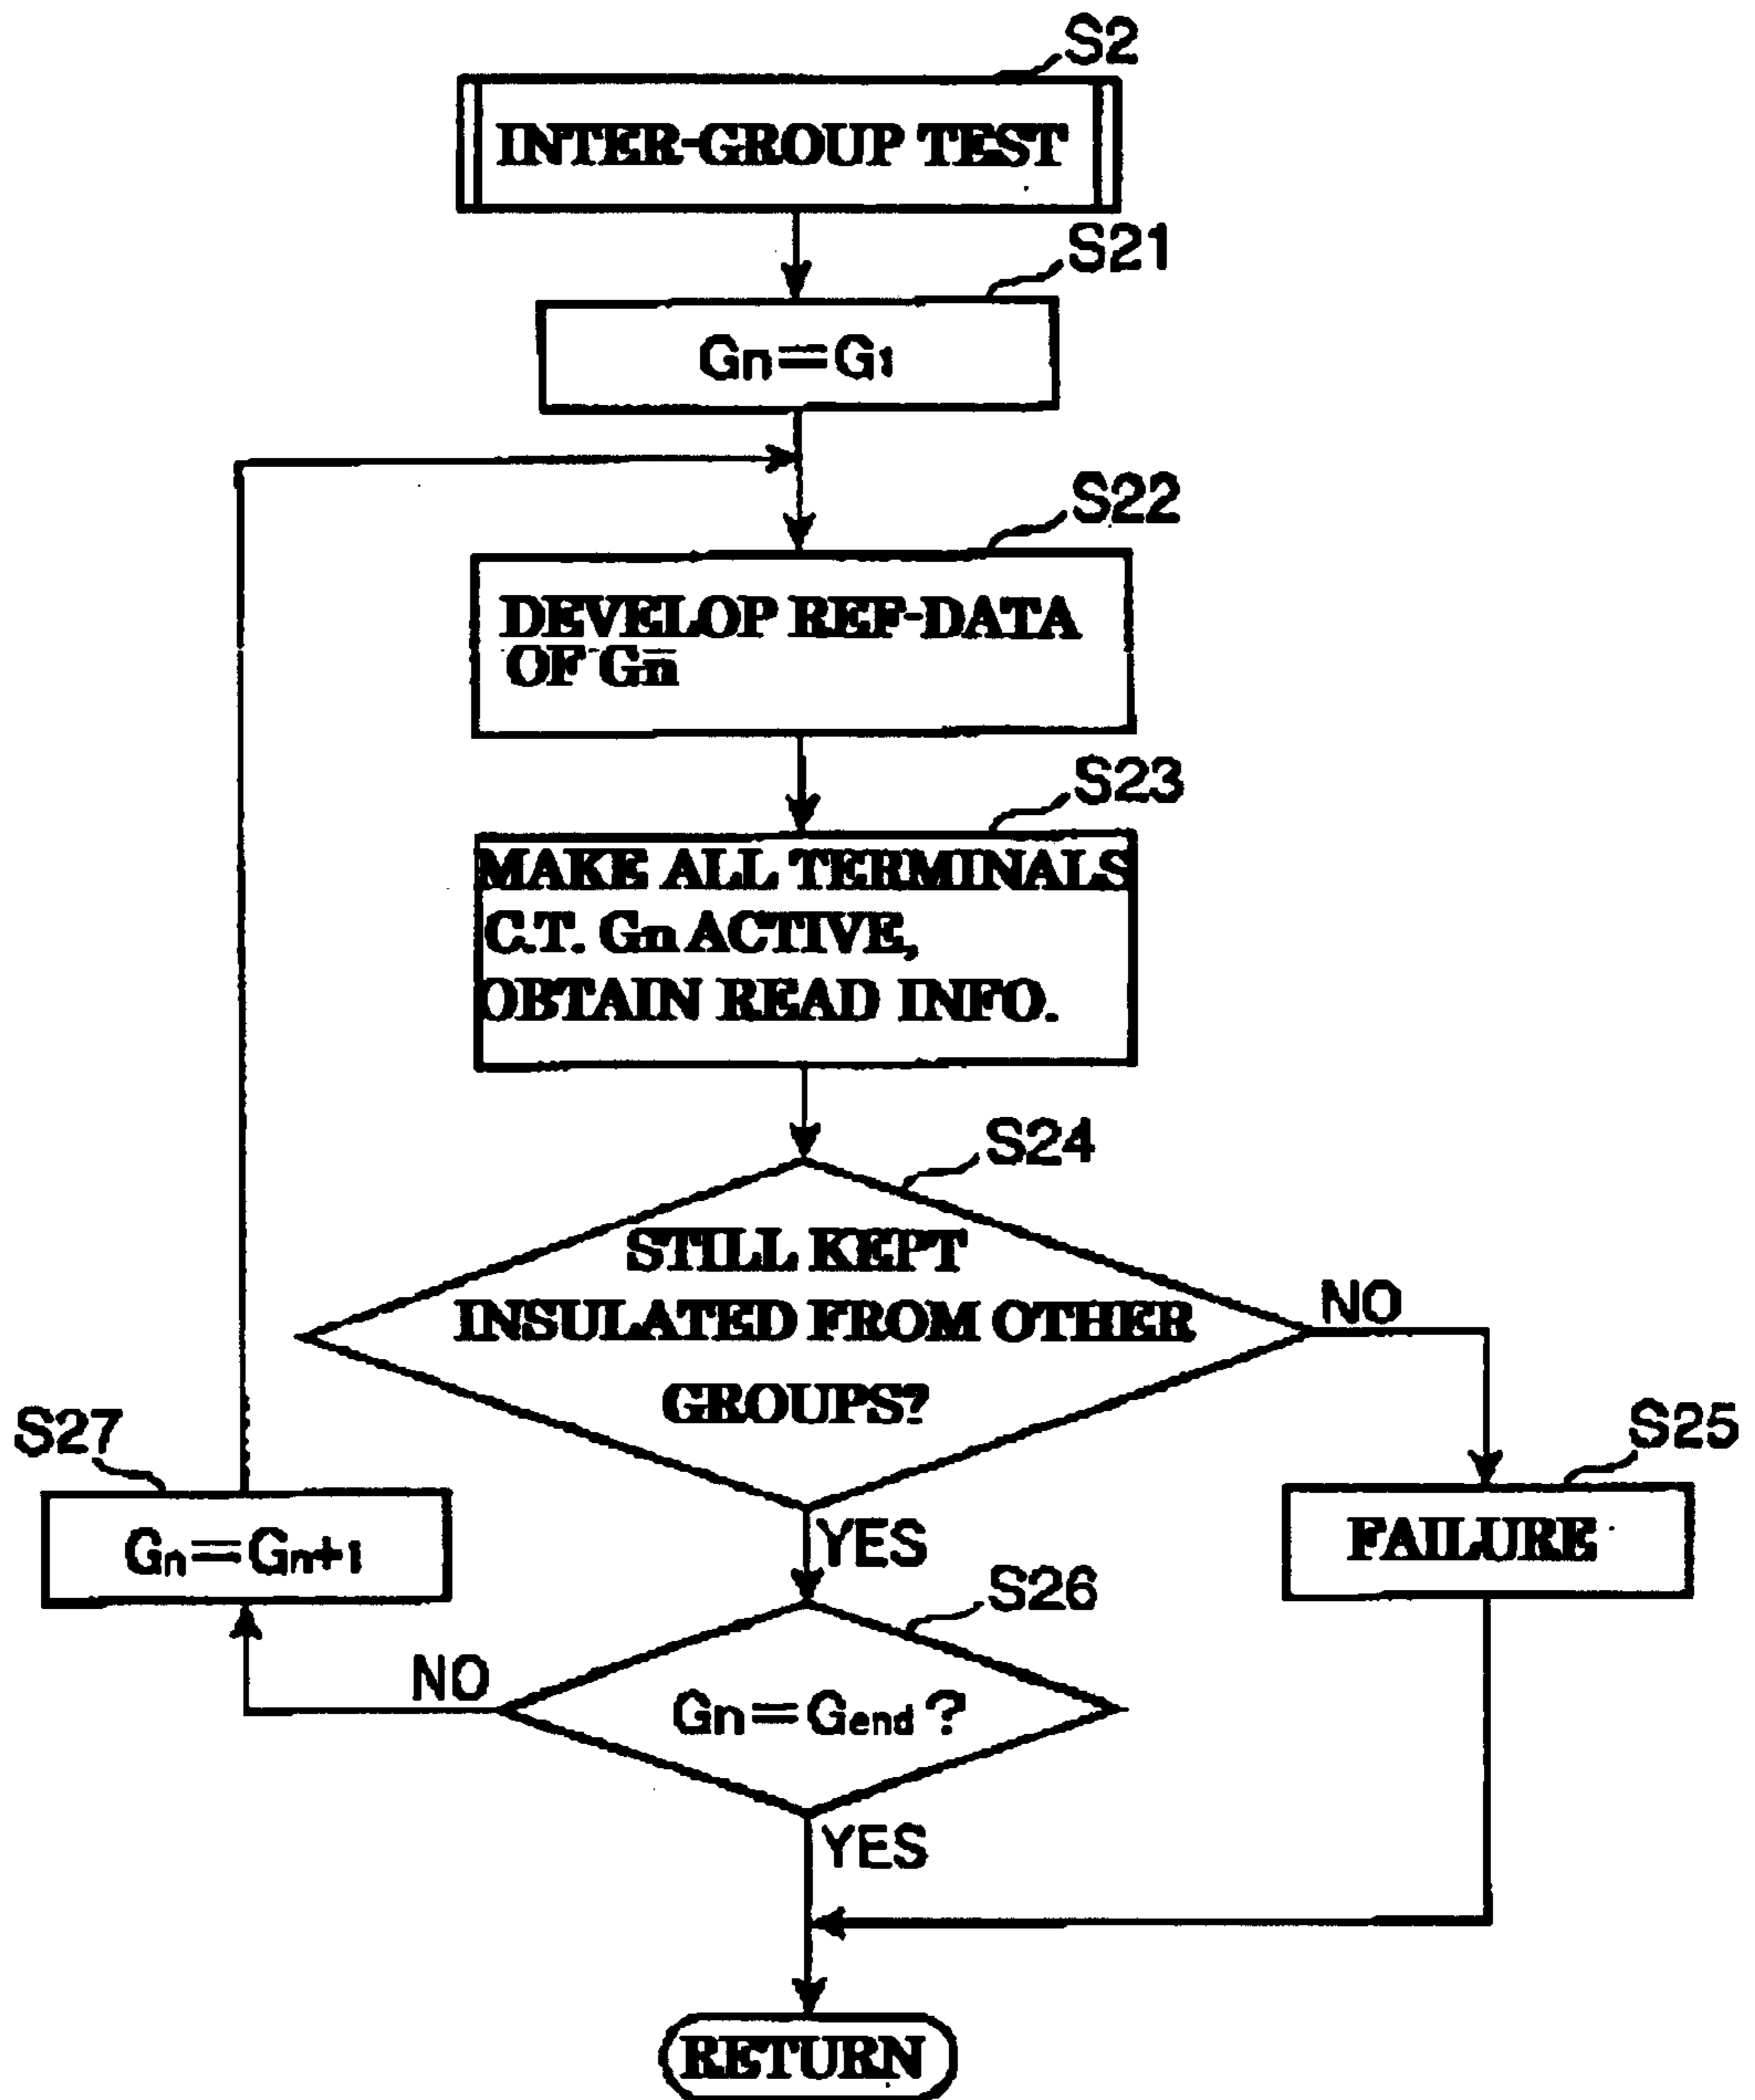 S2
INTER-GROUP TEST
S21
Gn=G1
S22
DEVELOP REF-DATA
OF Gn
S23
MAKE ALL TERMINALS
C.T. Gn ACTIVE,
OBTAIN READ INFO.
S24
STILL KEPT
INSULATED FROM OTHER
GROUPS?
NO
S25
FAILURE
S27
Gn=Gn+1
YES
S26
NO
Gn=Gend?
YES
RETURN